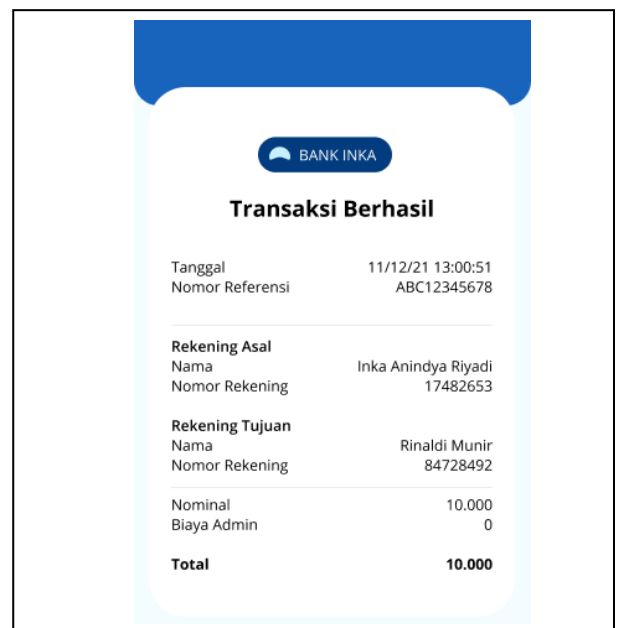 BANK INKA
Transaksi Berhasil
Tanggal 11/12/21 13:00:51
Nomor Referensi ABC12345678
Rekening Asal
Nama Inka Anindya Riyadi
Nomor Rekening 17482653
Rekening Tujuan
Nama Rinaldi Munir
Nomor Rekening 84728492
Nominal 10.000
Biaya Admin 0
Total 10.000